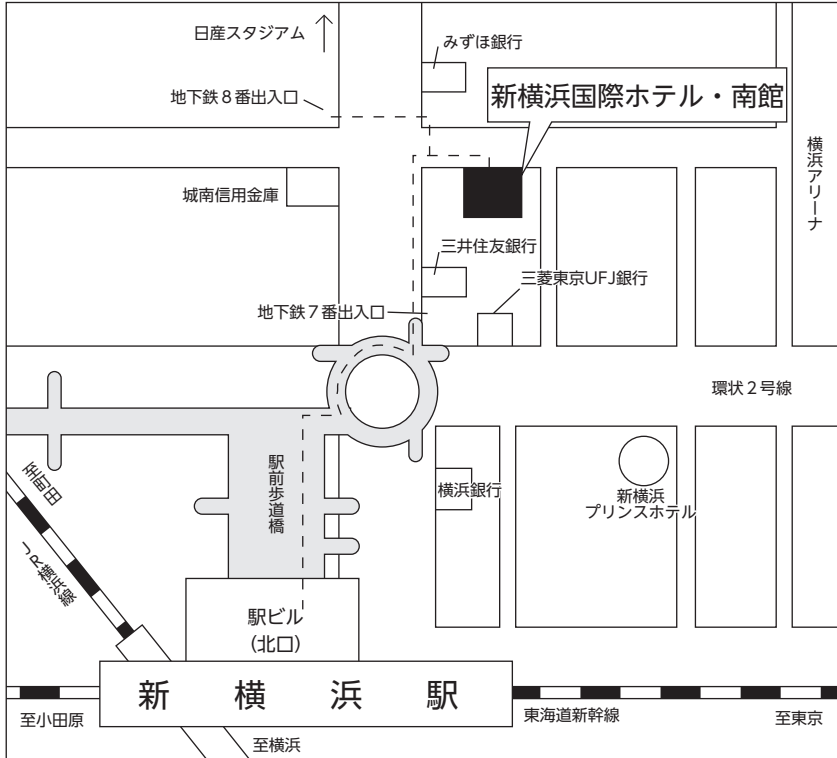 日産スタジアム
みずほ銀行
地下鉄８番出入口
新横浜国際ホテル・南館
横浜アリーナ
城南信用金庫
三井住友銀行
三菱東京UFJ銀行
地下鉄７番出入口
環状２号線
駅前歩道橋
横浜銀行
新横浜
プリンスホテル
至町田
JR横浜線
駅ビル
(北口)
新横浜駅
至小田原
至横浜
東海道新幹線
至東京